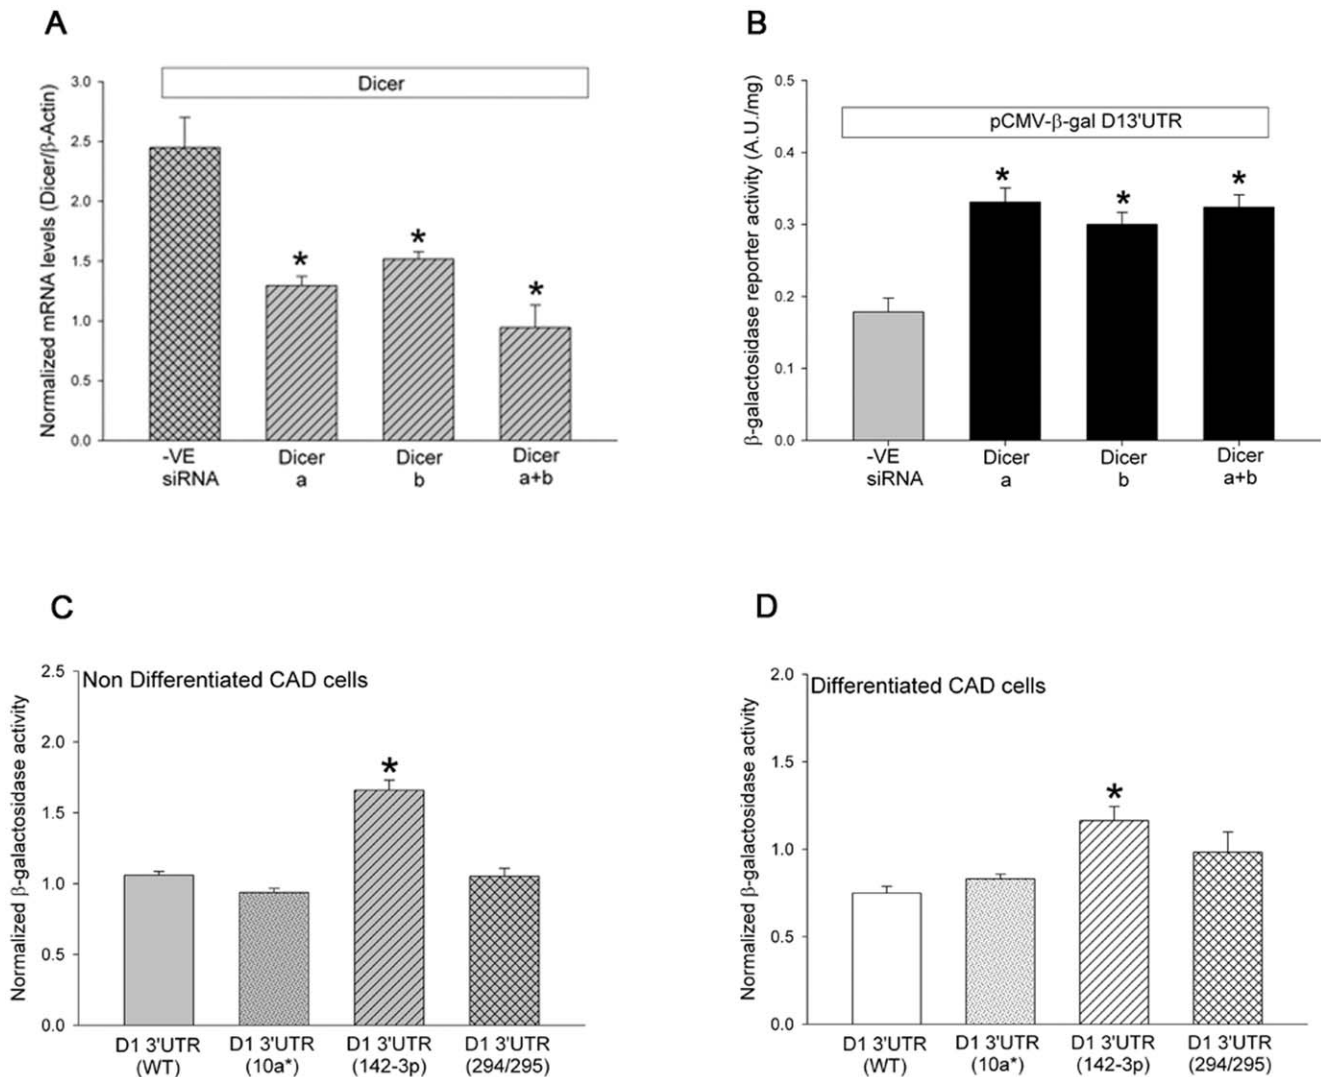 A
Dicer
Normalized mRNA levels (Dicer/β-Actin)
3.0
2.5
2.0
1.5
1.0
0.5
0.0
*
*
*
-VE Dicer Dicer Dicer
siRNA a b a+b
B
pCMV-β-gal D13'UTR
β-galactosidase reporter activity (A.U./mg)
0.5
0.4
0.3
0.2
0.1
0.0
*
*
*
-VE Dicer Dicer Dicer
siRNA a b a+b
C
Non Differentiated CAD cells
Normalized β-galactosidase activity
2.5
2.0
1.5
1.0
0.5
0.0
*
D1 3'UTR D1 3'UTR D1 3'UTR D1 3'UTR
(WT) (10a*) (142-3p) (294/295)
D
Differentiated CAD cells
Normalized β-galactosidase activity
2.0
1.5
1.0
0.5
0.0
*
D1 3'UTR D1 3'UTR D1 3'UTR D1 3'UTR
(WT) (10a*) (142-3p) (294/295)